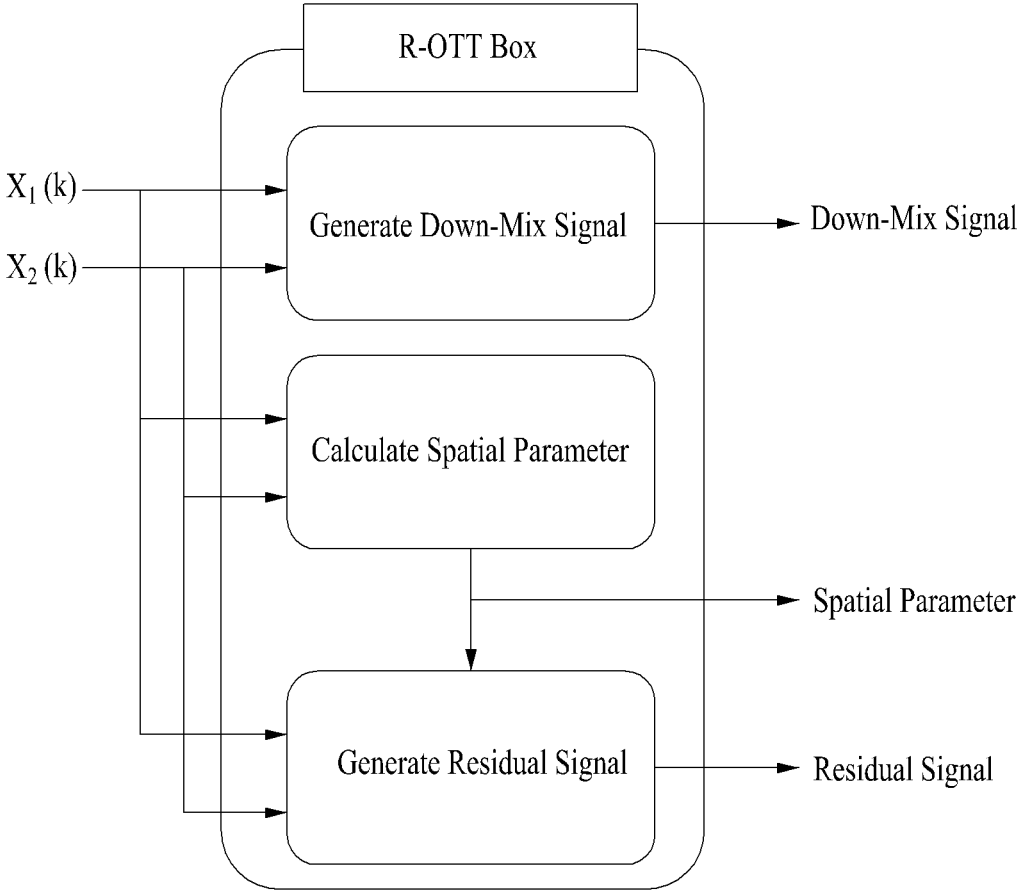 R-OTT Box
X₁ (k)
X₂ (k)
Generate Down-Mix Signal
Down-Mix Signal
Calculate Spatial Parameter
Spatial Parameter
Generate Residual Signal
Residual Signal